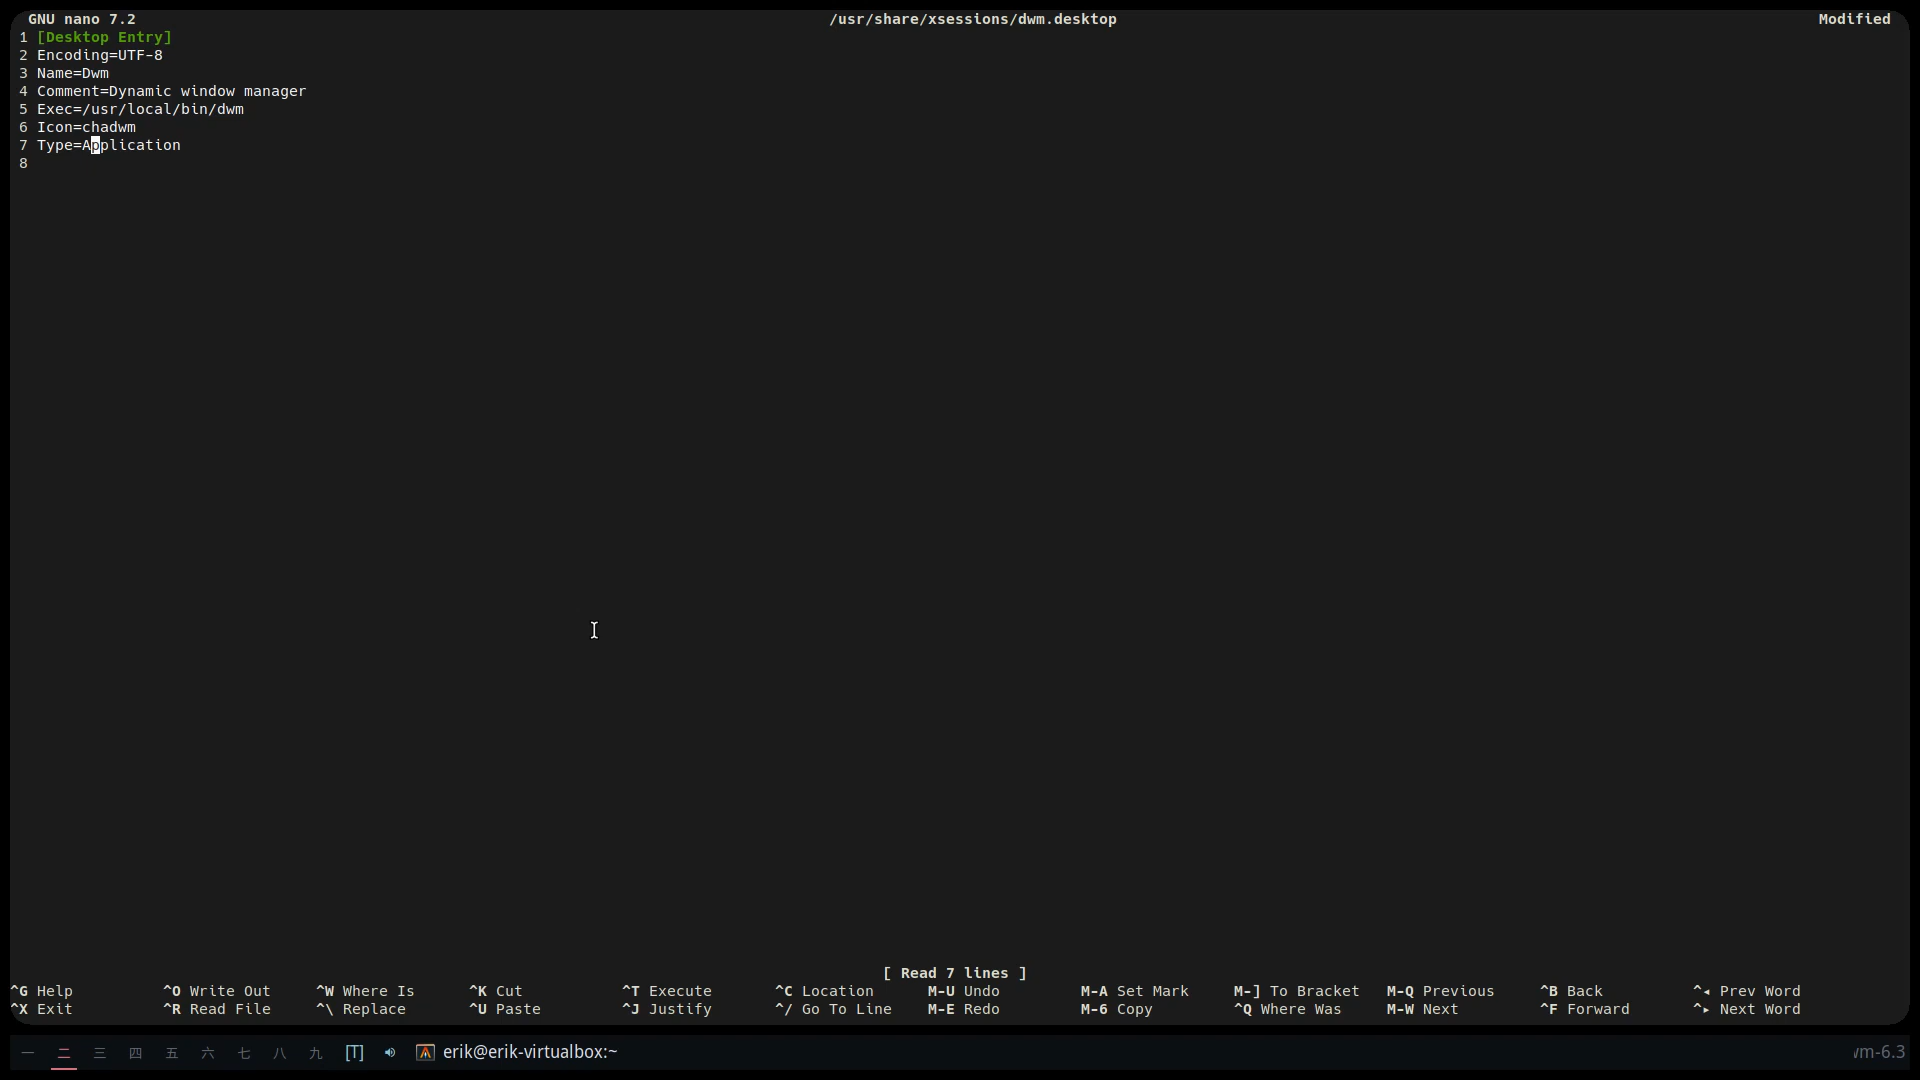 GNU nano 7.2 /usr/share/xsessions/dwm.desktop Modified
1 [Desktop Entry]
2 Encoding=UTF-8
3 Name=Dwm
4 Comment=Dynamic window manager
5 Exec=/usr/local/bin/dwm
6 Icon=chadwm
7 Type=Application
8
[ Read 7 lines ]
^G Help ^O Write Out ^W Where Is ^K Cut ^T Execute ^C Location M-U Undo M-A Set Mark M-] To Bracket M-Q Previous ^B Back ^◂ Prev Word
^X Exit ^R Read File ^\ Replace ^U Paste ^J Justify ^/ Go To Line M-E Redo M-6 Copy ^Q Where Was M-W Next ^F Forward ^▸ Next Word
一 二 三 四 五 六 七 八 九 [T] erik@erik-virtualbox:~ wm-6.3